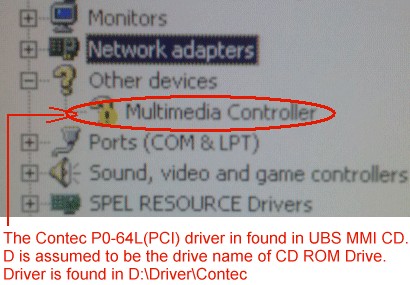 Monitors
Network adapters
Other devices
Multimedia Controller
Ports (COM & LPT)
Sound, video and game controllers
SPEL RESOURCE Drivers
The Contec P0-64L(PCI) driver in found in UBS MMI CD.
D is assumed to be the drive name of CD ROM Drive.
Driver is found in D:\Driver\Contec